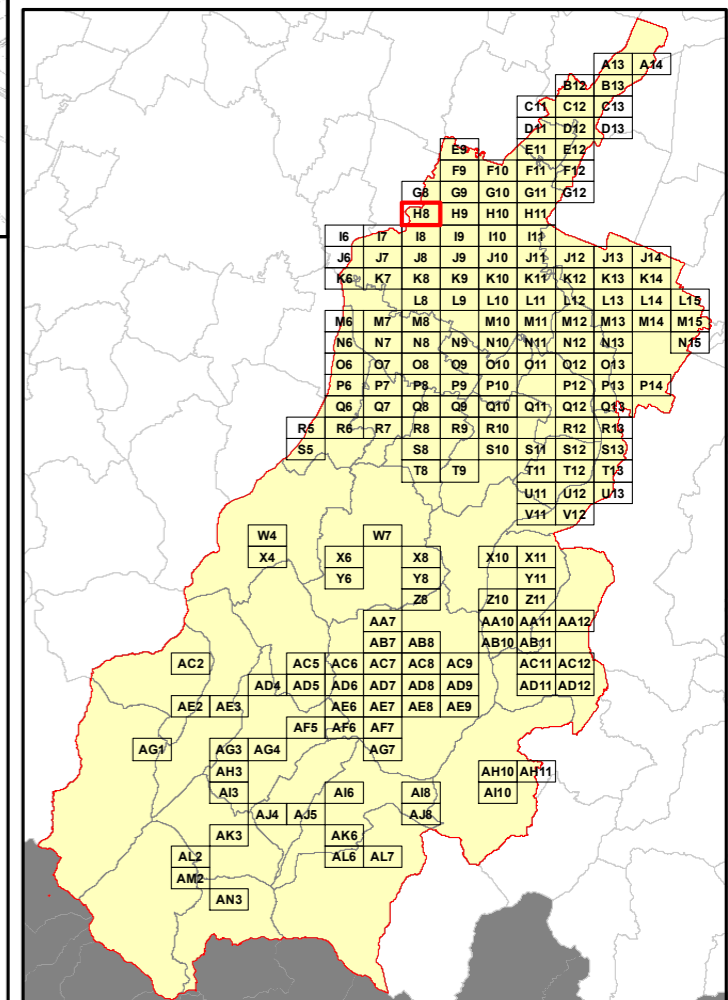 A13 A14
B12 B13
C11 C12 C13
D11 D12 D13
E9 E11 E12
F9 F10 F11 F12
G8 G9 G10 G11 G12
H8 H9 H10 H11
I6 I7 I8 I9 I10 I11
J6 J7 J8 J9 J10 J11 J12 J13 J14
K6 K7 K8 K9 K10 K11 K12 K13 K14
L8 L9 L10 L11 L12 L13 L14 L15
M6 M7 M8 M10 M11 M12 M13 M14 M15
N6 N7 N8 N9 N10 N11 N12 N13 N15
O6 O7 O8 O9 O10 O11 O12 O13
P6 P7 P8 P9 P10 P12 P13 P14
Q6 Q7 Q8 Q9 Q10 Q11 Q12 Q13
R5 R6 R7 R8 R9 R10 R12 R13
S5 S8 S10 S11 S12 S13
T8 T9 T11 T12 T13
U11 U12 U13
V11 V12
W4 W7
X4 X6 X8 X10 X11
Y6 Y8 Y11
Z8 Z10 Z11
AA7 AA10 AA11 AA12
AB7 AB8 AB10 AB11
AC2 AC5 AC6 AC7 AC8 AC9 AC11 AC12
AD4 AD5 AD6 AD7 AD8 AD9 AD11 AD12
AE2 AE3 AE6 AE7 AE8 AE9
AF5 AF6 AF7
AG1 AG3 AG4 AG7
AH3 AH10 AH11
AI3 AI6 AI8 AI10
AJ4 AJ5 AJ8
AK3 AK6
AL2 AL6 AL7
AM2
AN3